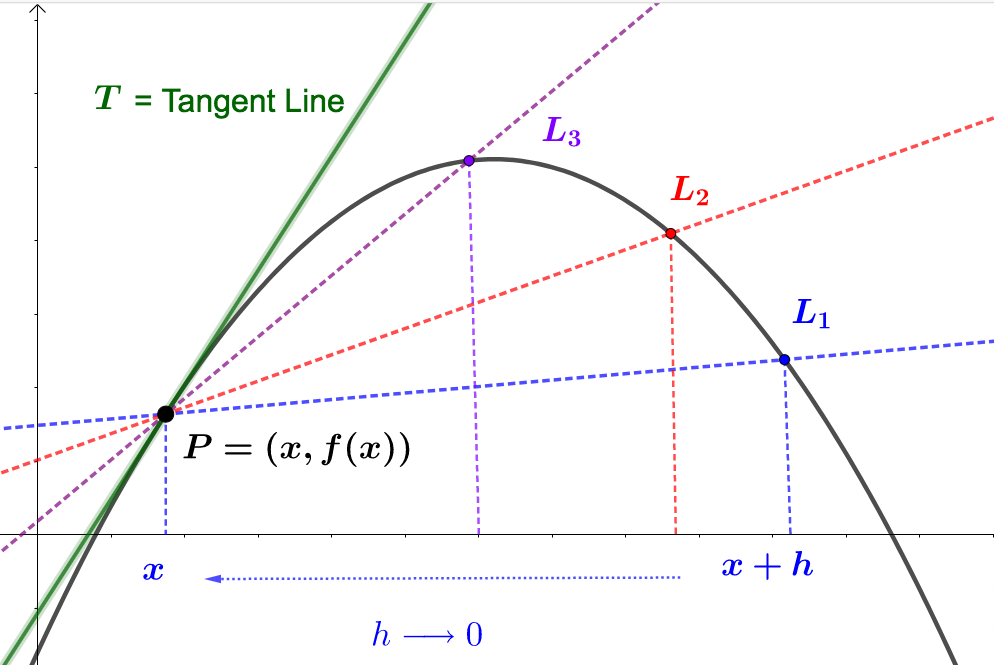 T = Tangent Line
L₃
L₂
L₁
P = (x, f(x))
x
x + h
h ⟶ 0